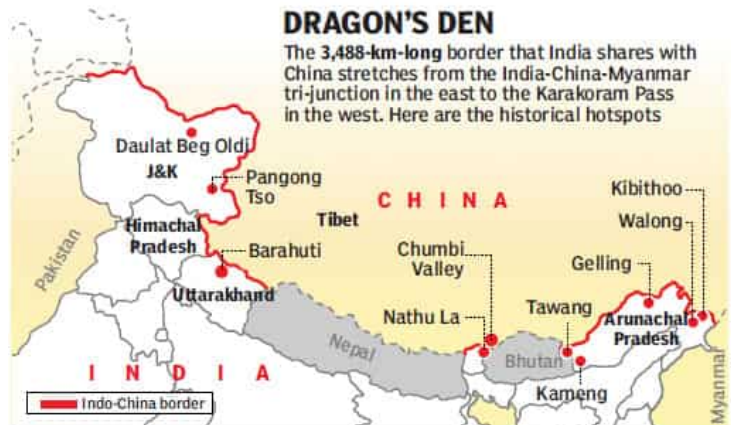 DRAGON'S DEN
The 3,488-km-long border that India shares with
China stretches from the India-China-Myanmar
tri-junction in the east to the Karakoram Pass
in the west. Here are the historical hotspots
Daulat Beg Oldi
J&K
Pangong
Tso
CHINA
Kibithoo
Tibet
Walong
Himachal
Pradesh
Pakistan
Barahuti
Chumbi
Valley
Gelling
Uttarakhand
Nathu La
Tawang
Arunachal
Pradesh
Nepal
Bhutan
INDIA
Kameng
Myanmar
Indo-China border